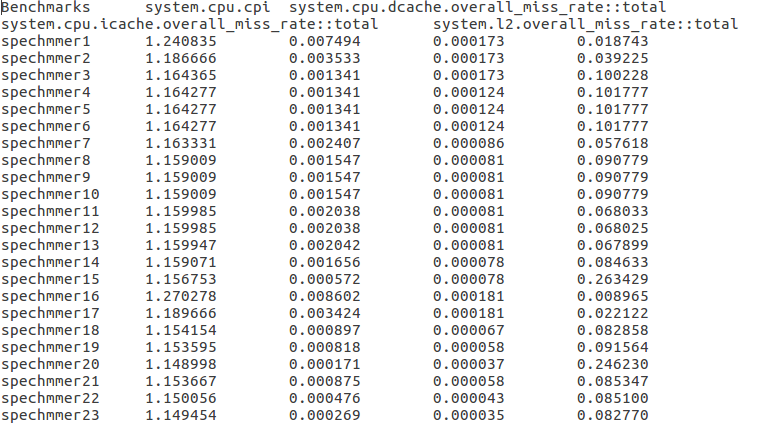 Benchmarks system.cpu.cpi system.cpu.dcache.overall_miss_rate::total
system.cpu.icache.overall_miss_rate::total system.l2.overall_miss_rate::total
spechmmer1 1.240835 0.007494 0.000173 0.018743
spechmmer2 1.186666 0.003533 0.000173 0.039225
spechmmer3 1.164365 0.001341 0.000173 0.100228
spechmmer4 1.164277 0.001341 0.000124 0.101777
spechmmer5 1.164277 0.001341 0.000124 0.101777
spechmmer6 1.164277 0.001341 0.000124 0.101777
spechmmer7 1.163331 0.002407 0.000086 0.057618
spechmmer8 1.159009 0.001547 0.000081 0.090779
spechmmer9 1.159009 0.001547 0.000081 0.090779
spechmmer10 1.159009 0.001547 0.000081 0.090779
spechmmer11 1.159985 0.002038 0.000081 0.068033
spechmmer12 1.159985 0.002038 0.000081 0.068025
spechmmer13 1.159947 0.002042 0.000081 0.067899
spechmmer14 1.159071 0.001656 0.000078 0.084633
spechmmer15 1.156753 0.000572 0.000078 0.263429
spechmmer16 1.270278 0.008602 0.000181 0.008965
spechmmer17 1.189666 0.003424 0.000181 0.022122
spechmmer18 1.154154 0.000897 0.000067 0.082858
spechmmer19 1.153595 0.000818 0.000058 0.091564
spechmmer20 1.148998 0.000171 0.000037 0.246230
spechmmer21 1.153667 0.000875 0.000058 0.085347
spechmmer22 1.150056 0.000476 0.000043 0.085100
spechmmer23 1.149454 0.000269 0.000035 0.082770